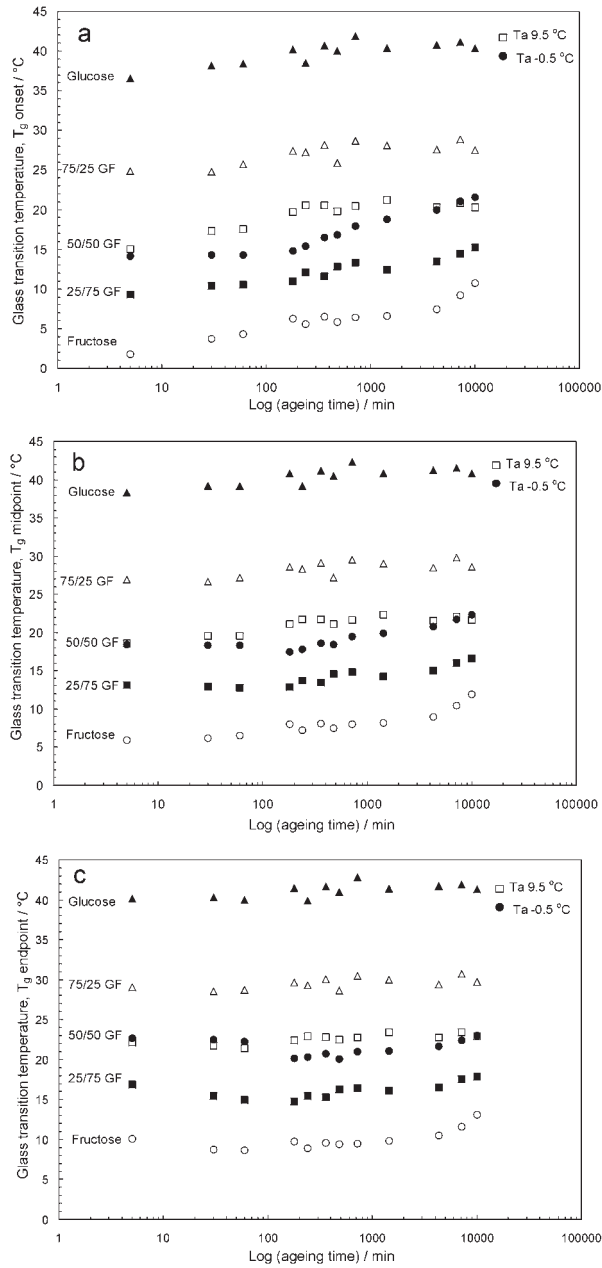 a
45
40
35
30
25
20
15
10
5
0
Glass transition temperature, Tg onset / °C
Glucose
75/25 GF
50/50 GF
25/75 GF
Fructose
Ta 9.5 °C
Ta -0.5 °C
1 10 100 1000 10000 100000
Log (ageing time) / min
b
45
40
35
30
25
20
15
10
5
0
Glass transition temperature, Tg midpoint / °C
Glucose
75/25 GF
50/50 GF
25/75 GF
Fructose
Ta 9.5 °C
Ta -0.5 °C
1 10 100 1000 10000 100000
Log (ageing time) / min
c
45
40
35
30
25
20
15
10
5
0
Glass transition temperature, Tg endpoint / °C
Glucose
75/25 GF
50/50 GF
25/75 GF
Fructose
Ta 9.5 °C
Ta -0.5 °C
1 10 100 1000 10000 100000
Log (ageing time) / min